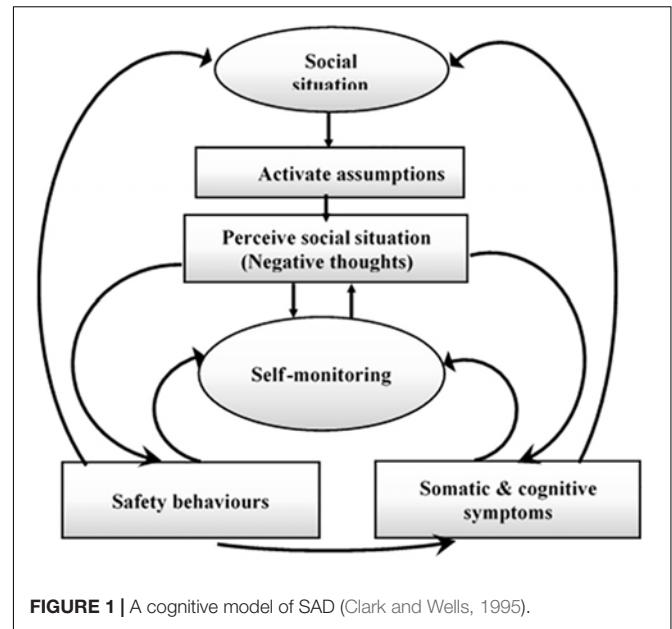 Social
situation
Activate assumptions
Perceive social situation
(Negative thoughts)
Self-monitoring
Safety behaviours
Somatic & cognitive
symptoms
FIGURE 1 | A cognitive model of SAD (Clark and Wells, 1995).